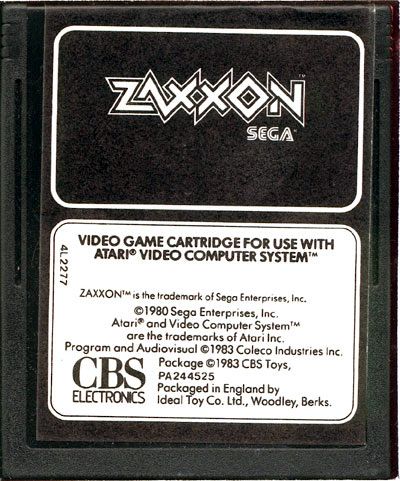 ZAXXON™
SEGA™
VIDEO GAME CARTRIDGE FOR USE WITH
ATARI® VIDEO COMPUTER SYSTEM™
4L2277
ZAXXON™ is the trademark of Sega Enterprises, Inc.
©1980 Sega Enterprises, Inc.
Atari® and Video Computer System™
are the trademarks of Atari Inc.
Program and Audiovisual ©1983 Coleco Industries Inc.
Package ©1983 CBS Toys,
PA244525
Packaged in England by
Ideal Toy Co. Ltd., Woodley, Berks.
CBS
ELECTRONICS